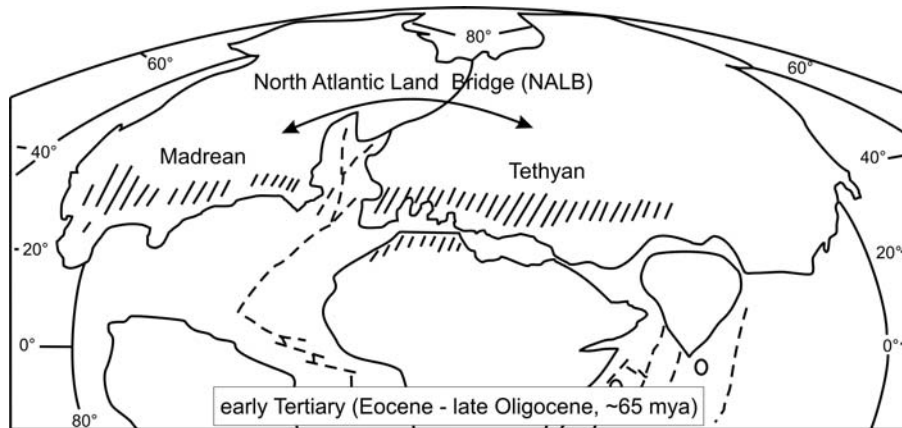 80°
60°
60°
North Atlantic Land Bridge (NALB)
40°
Madrean
40°
Tethyan
20°
20°
0°
0°
early Tertiary (Eocene - late Oligocene, ~65 mya)
80°